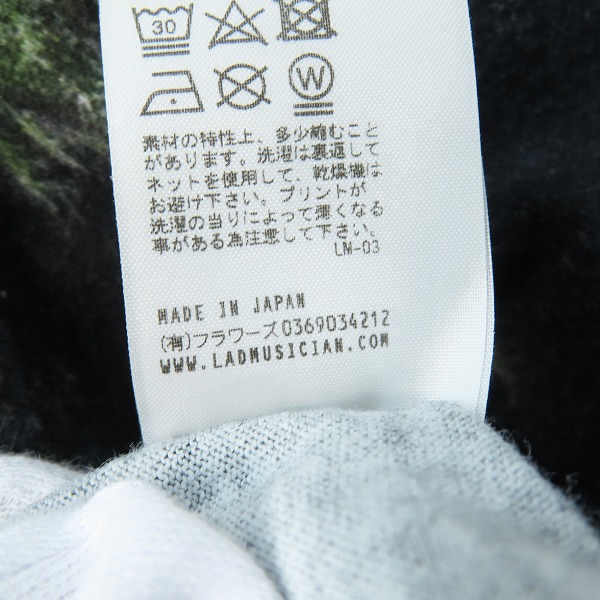 30
W
素材の特性上、多少縮むこと
があります。洗濯は裏返して
ネットを使用して、乾燥機は
お避け下さい。プリントが
洗濯の当りによって薄くなる
事がある為注意して下さい。
LM-03
MADE IN JAPAN
(有)フラワーズ0369034212
WWW.LADMUSICIAN.COM